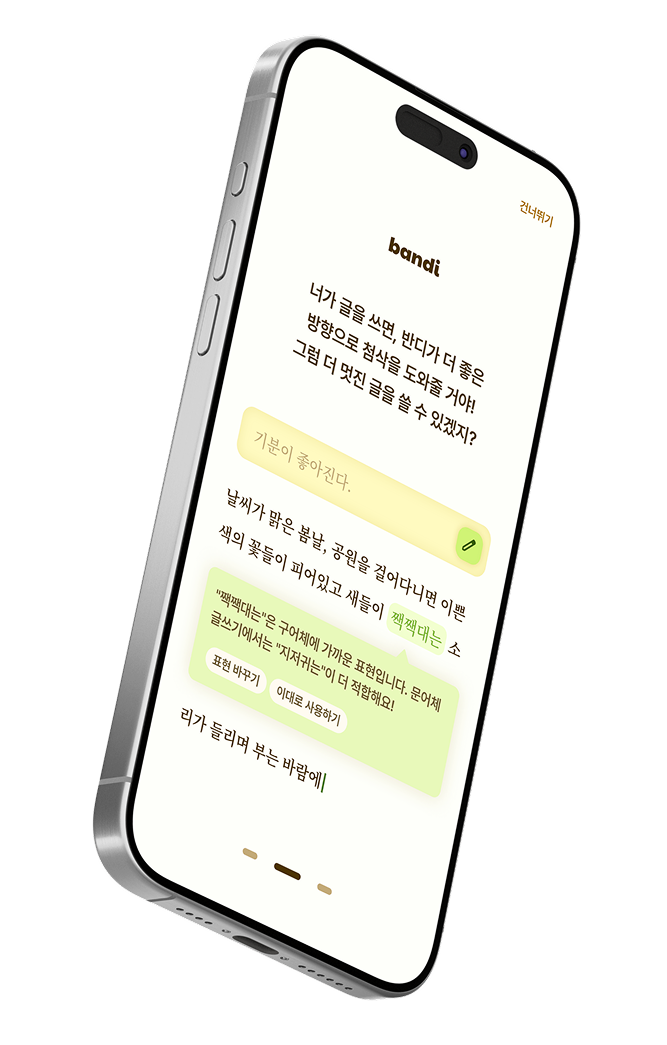 건너뛰기
bandi
너가 글을 쓰면, 반디가 더 좋은
방향으로 첨삭을 도와줄 거야!
그럼 더 멋진 글을 쓸 수 있겠지?
기분이 좋아진다.
날씨가 맑은 봄날, 공원을 걸어다니면 이쁜
색의 꽃들이 피어있고 새들이 짹짹대는 소
"짹짹대는"은 구어체에 가까운 표현입니다. 문어체
글쓰기에서는 "지저귀는"이 더 적합해요!
표현 바꾸기
이대로 사용하기
리가 들리며 부는 바람에